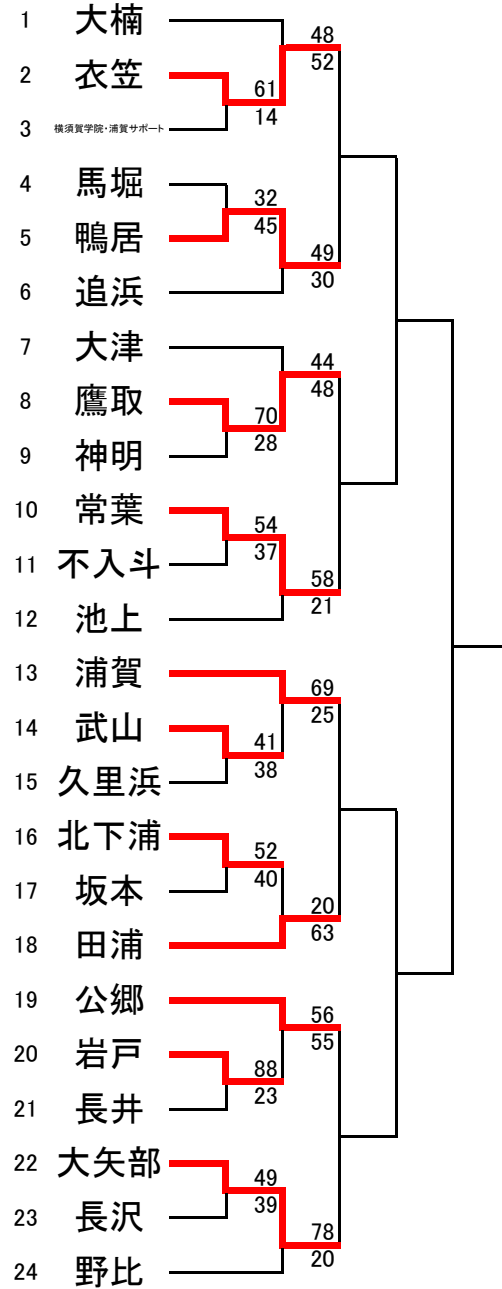 1 大楠
48
52
2 衣笠
61
14
3 横須賀学院・浦賀サポート
4 馬堀
32
45
5 鴨居
49
30
6 追浜
7 大津
44
48
8 鷹取
70
28
9 神明
10 常葉
54
37
11 不入斗
58
21
12 池上
13 浦賀
69
25
14 武山
41
38
15 久里浜
16 北下浦
52
40
17 坂本
20
63
18 田浦
19 公郷
56
55
20 岩戸
88
23
21 長井
22 大矢部
49
39
23 長沢
78
20
24 野比